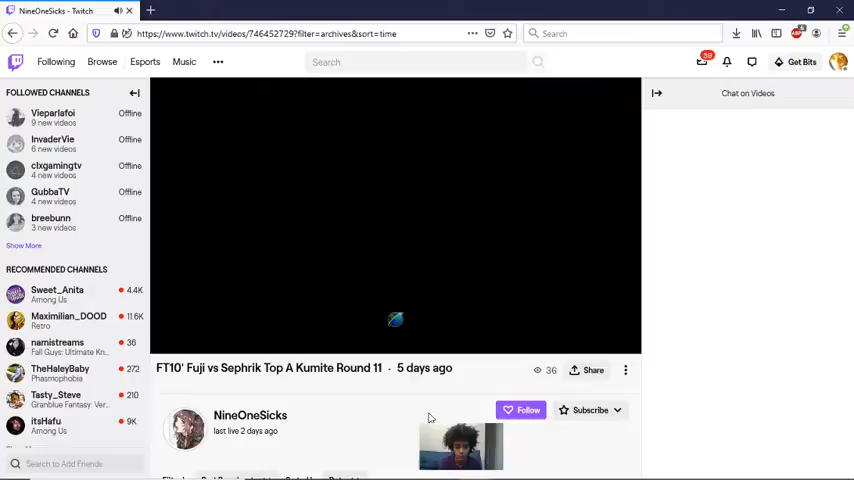 NineOneSicks - Twitch
https://www.twitch.tv/videos/746452729?filter=archives&sort=time
Search
Following Browse Esports Music
Search
39
Get Bits
FOLLOWED CHANNELS
Vieparlafoi Offline
9 new videos
InvaderVie Offline
6 new videos
clxgamingtv Offline
4 new videos
GubbaTV Offline
4 new videos
breebunn Offline
3 new videos
Show More
RECOMMENDED CHANNELS
Sweet_Anita 4.4K
Among Us
Maximilian_DOOD 11.6K
Retro
namistreams 36
Fall Guys: Ultimate Kn...
TheHaleyBaby 272
Phasmophobia
Tasty_Steve 210
Granblue Fantasy: Ver...
itsHafu 9K
Among Us
Search to Add Friends
Chat on Videos
FT10' Fuji vs Sephrik Top A Kumite Round 11 · 5 days ago
36 Share
NineOneSicks
last live 2 days ago
Follow Subscribe